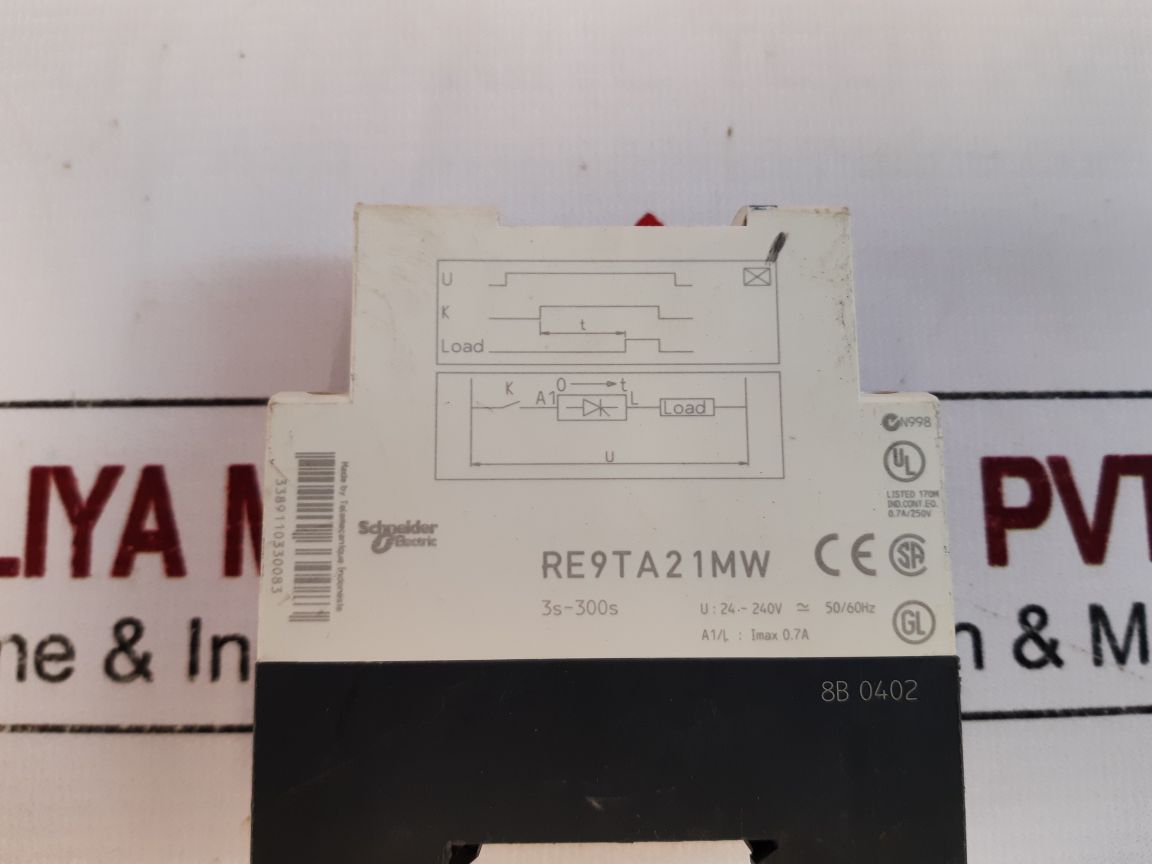 U
K
t
Load
K
A1
0
t
L
Load
U
N998
UL
LISTED 170M
IND.CONT.EQ.
0.7A/250V
Made by Telemecanique Indonesia
3389110330083
Schneider
Electric
RE9TA21MW
CE
SA
3s-300s
U : 24.- 240V ≃ 50/60Hz
A1/L : Imax 0.7A
GL
8B 0402
LIYA M
PVT
ne & In
n & M